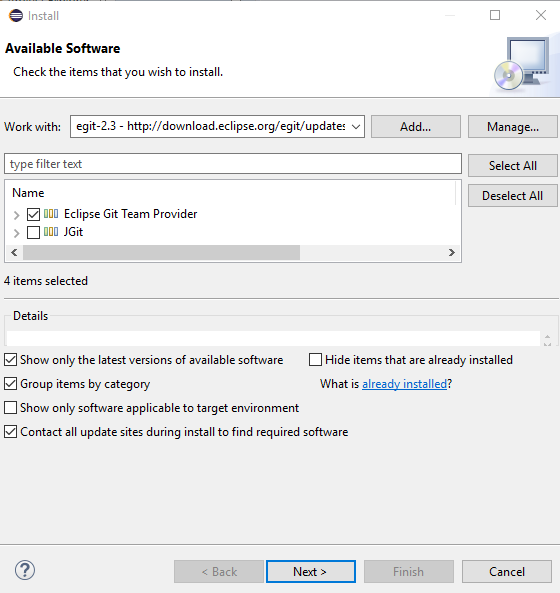 Install
Available Software
Check the items that you wish to install.
Work with: egit-2.3 - http://download.eclipse.org/egit/updates Add... Manage...
type filter text Select All
Name Deselect All
Eclipse Git Team Provider
JGit
4 items selected
Details
Show only the latest versions of available software Hide items that are already installed
Group items by category What is already installed?
Show only software applicable to target environment
Contact all update sites during install to find required software
? < Back Next > Finish Cancel